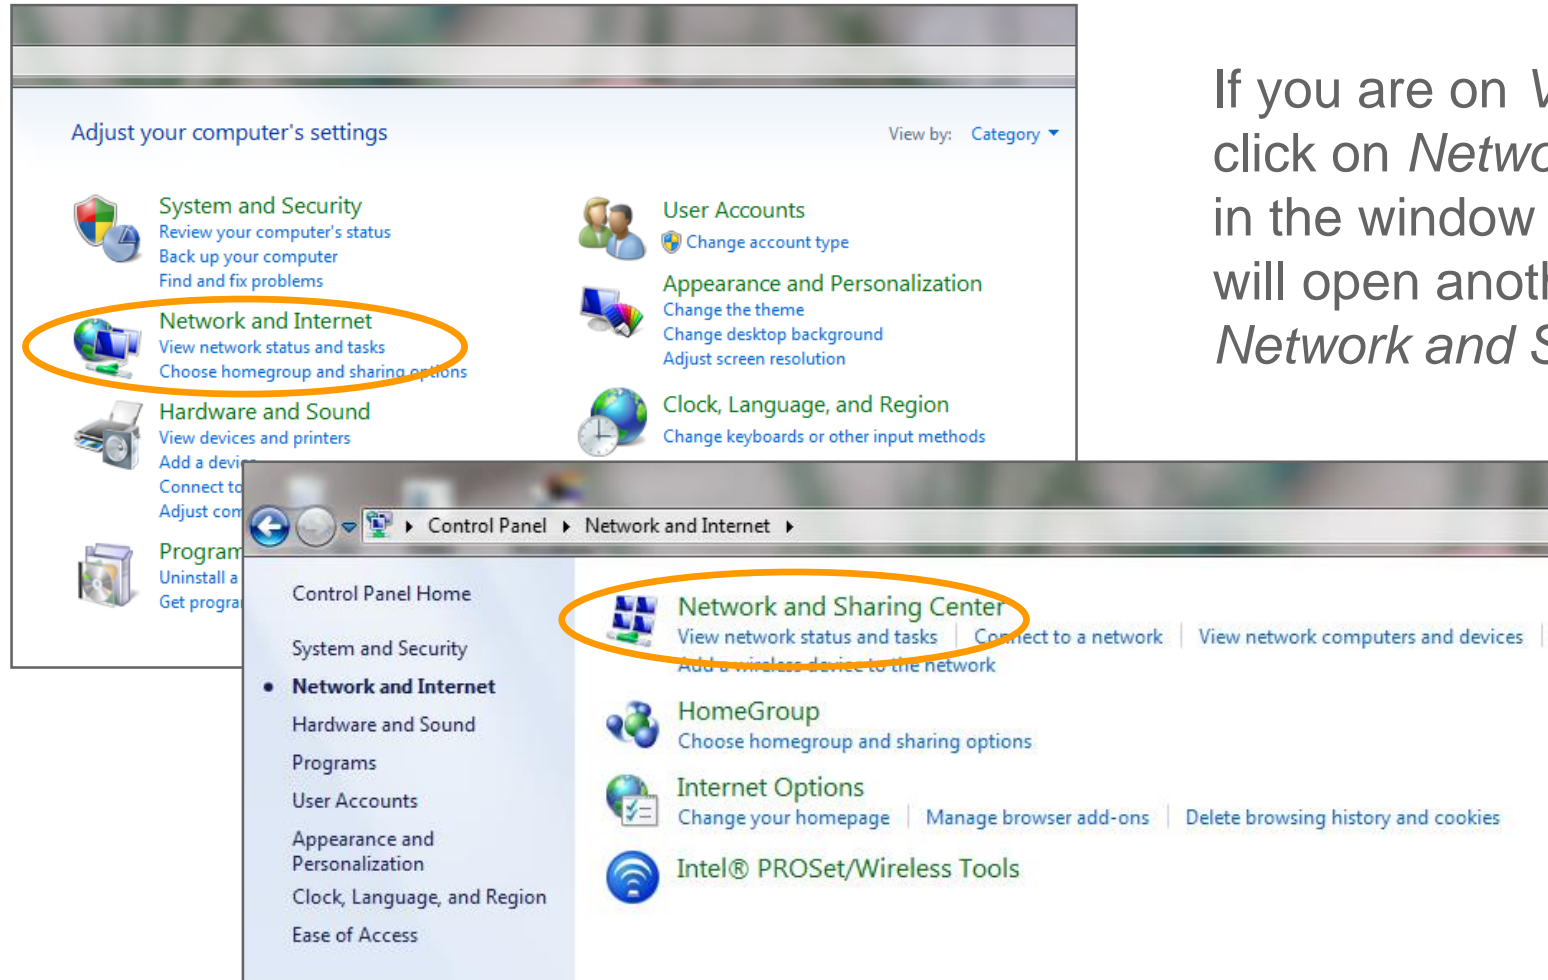 Adjust your computer's settings
View by: Category
System and Security
Review your computer's status
Back up your computer
Find and fix problems
Network and Internet
View network status and tasks
Choose homegroup and sharing options
Hardware and Sound
View devices and printers
Add a device
Connect to
Adjust
Uninstall a
Get
User Accounts
Change account type
Appearance and Personalization
Change the theme
Change desktop background
Adjust screen resolution
Clock, Language, and Region
Change keyboards or other input methods
If you are on
click on
in the window
will open
Network and
Control Panel Network and Internet
Control Panel Home
System and Security
Network and Internet
Hardware and Sound
Programs
User Accounts
Appearance and
Personalization
Clock, Language, and Region
Ease of Access
Network and Sharing Center
View network status and tasks Connect to a network View network computers and devices
Add a wireless device to the network
HomeGroup
Choose homegroup and sharing options
Internet Options
Change your homepage Manage browser add-ons Delete browsing history and cookies
Intel® PROSet/Wireless Tools